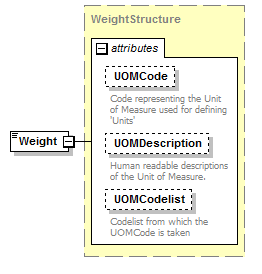 WeightStructure
attributes
UOMCode
Code representing the Unit
of Measure used for defining
'Units'
Weight
UOMDescription
Human readable descriptions
of the Unit of Measure.
UOMCodelist
Codelist from which the
UOMCode is taken